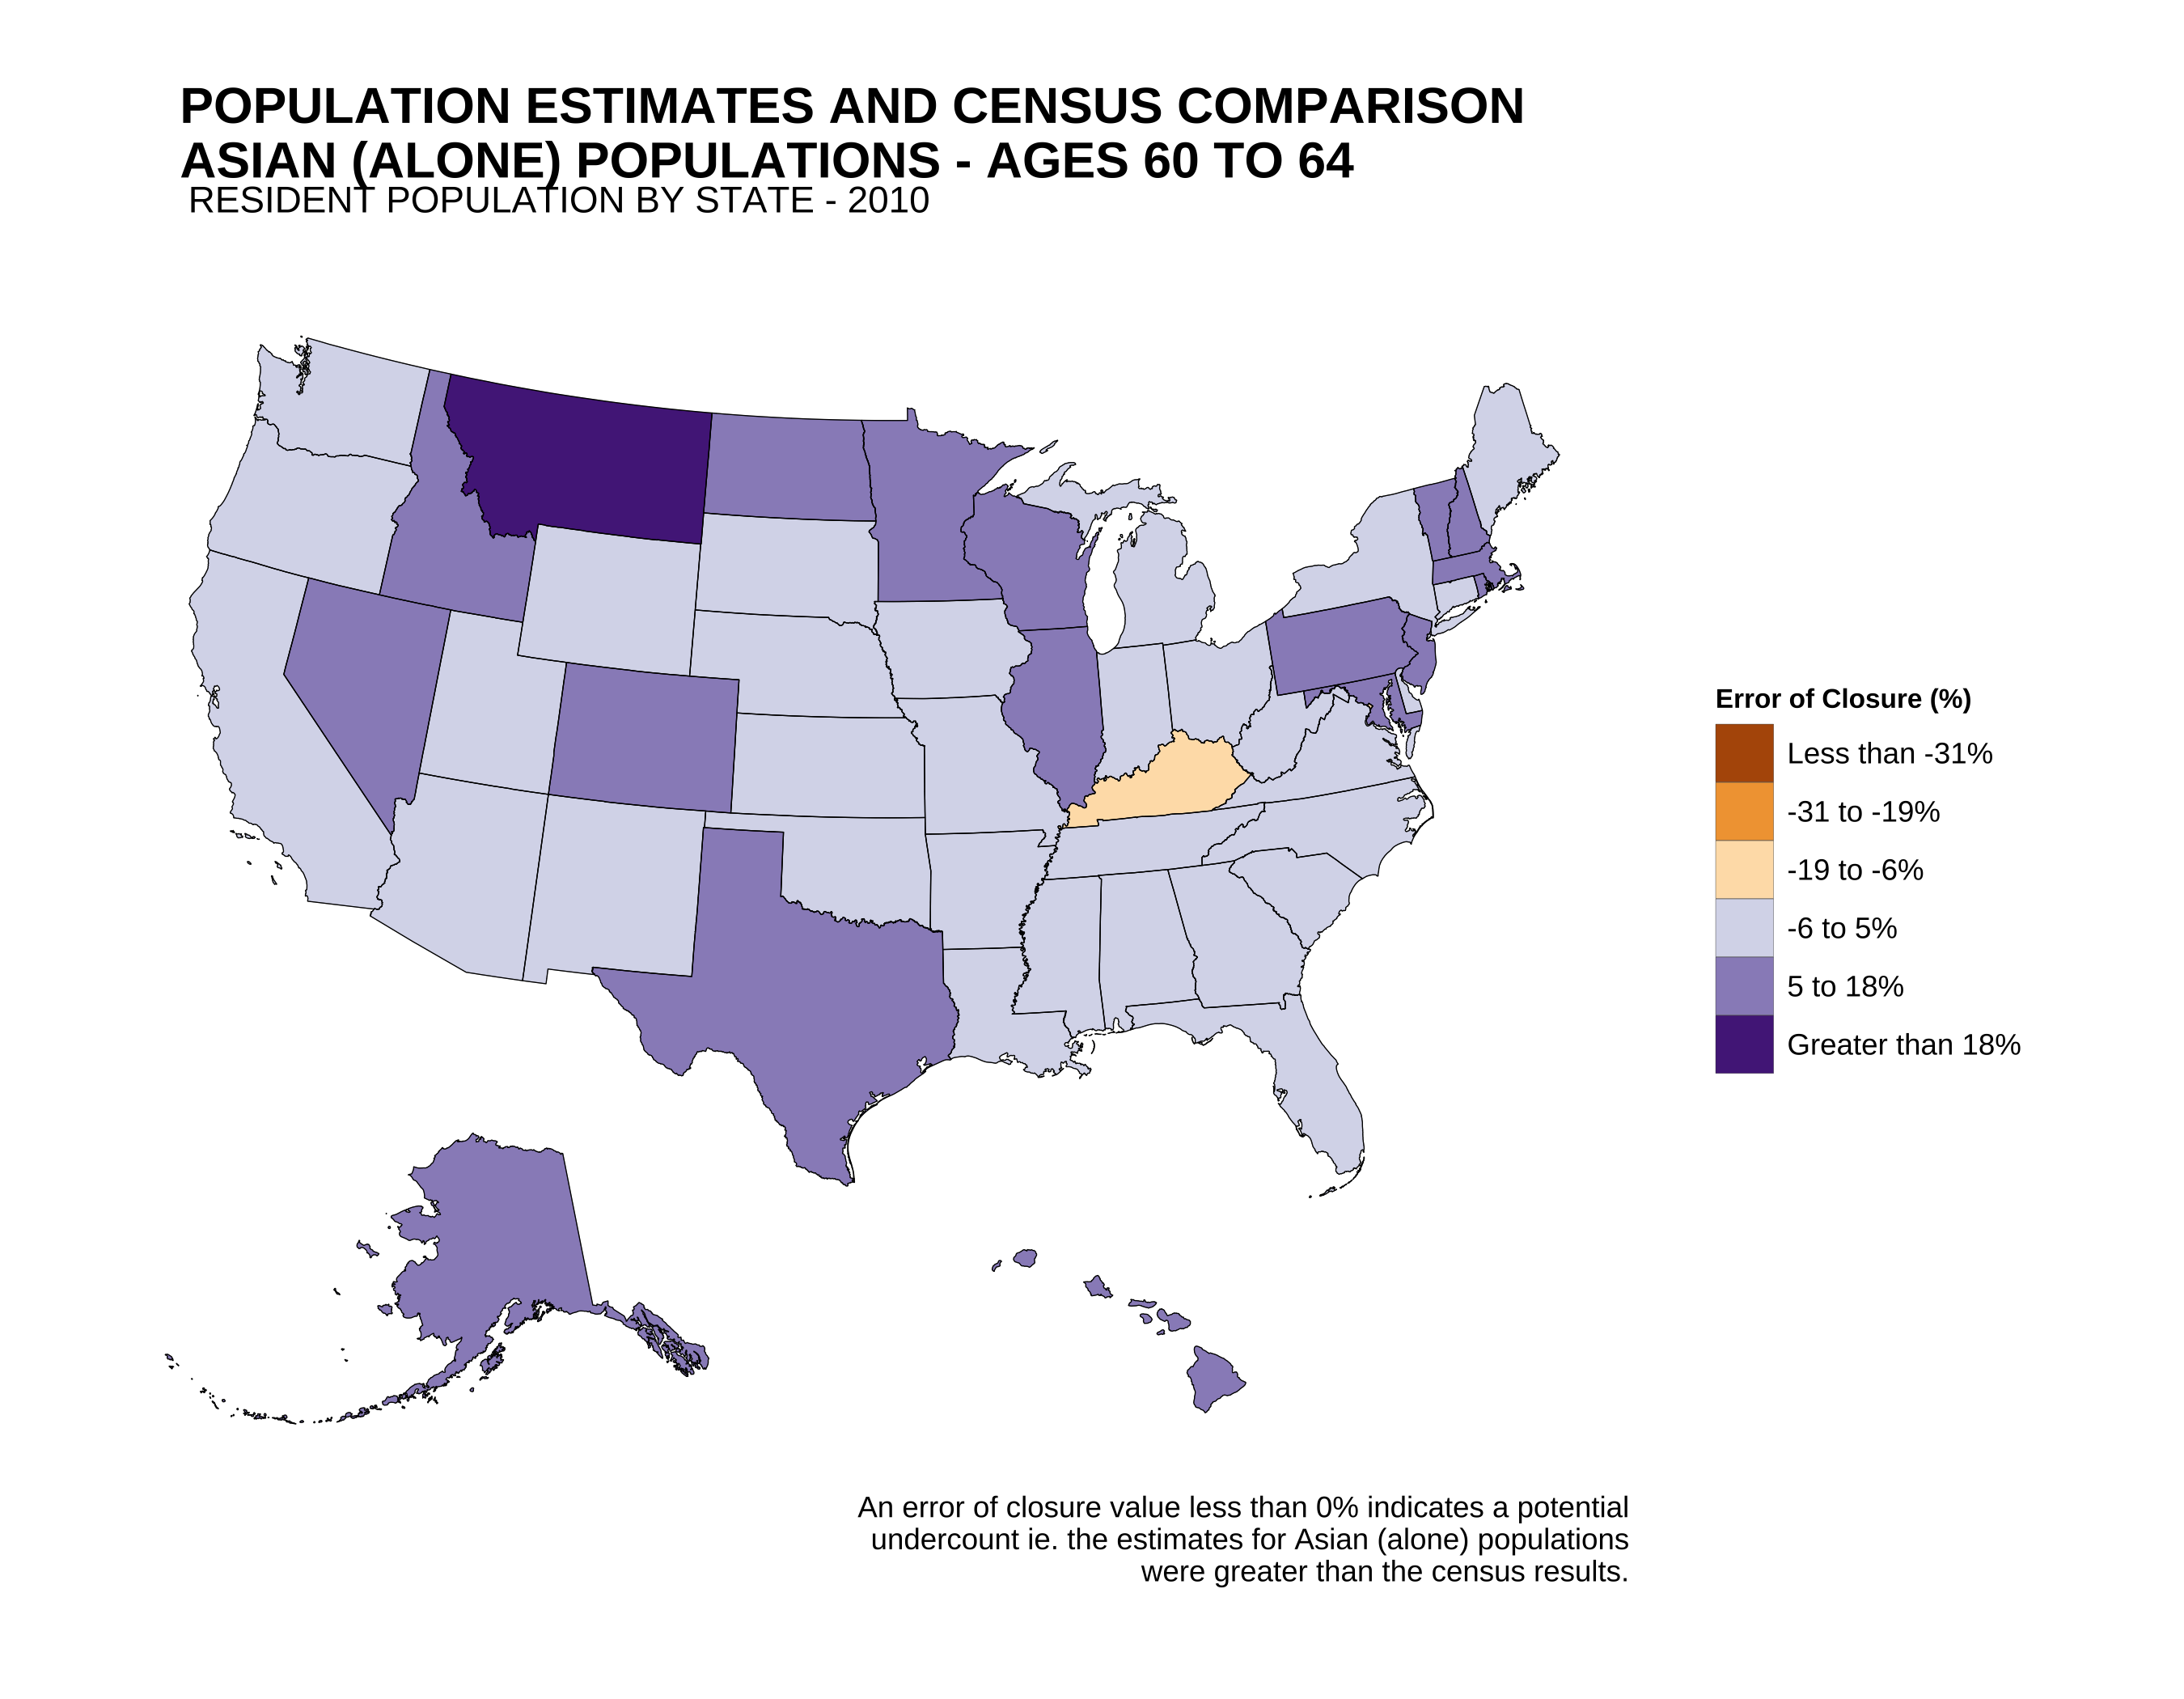 POPULATION ESTIMATES AND CENSUS COMPARISON
ASIAN (ALONE) POPULATIONS - AGES 60 TO 64
RESIDENT POPULATION BY STATE - 2010
Error of Closure (%)
Less than -31%
-31 to -19%
-19 to -6%
-6 to 5%
5 to 18%
Greater than 18%
An error of closure value less than 0% indicates a potential
undercount ie. the estimates for Asian (alone) populations
were greater than the census results.